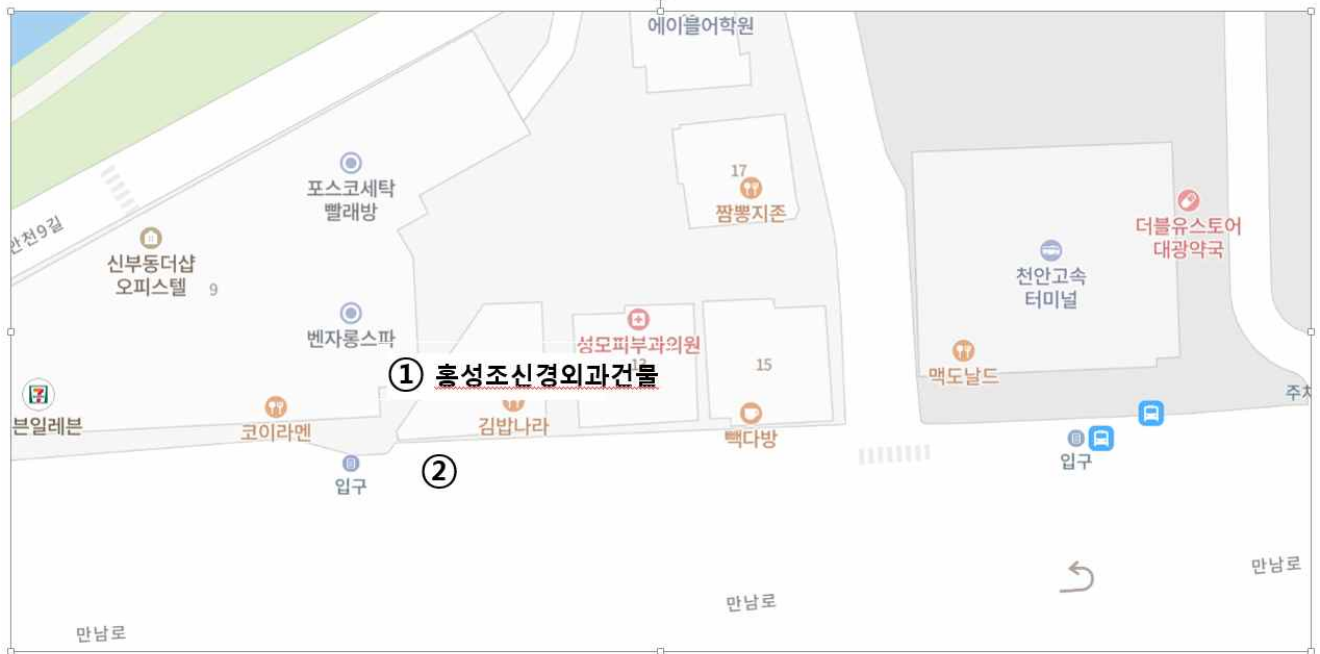 에이블어학원
17
짬뽕지존
포스코세탁
빨래방
더블유스토어
대광약국
안천9길
신부동더샵
오피스텔 9
천안고속
터미널
벤자롱스파
성모피부과의원
13
15
① 홍성조신경외과건물
맥도날드
븐일레븐
코이라멘
김밥나라
빽다방
주차
입구
②
입구
만남로
만남로
만남로